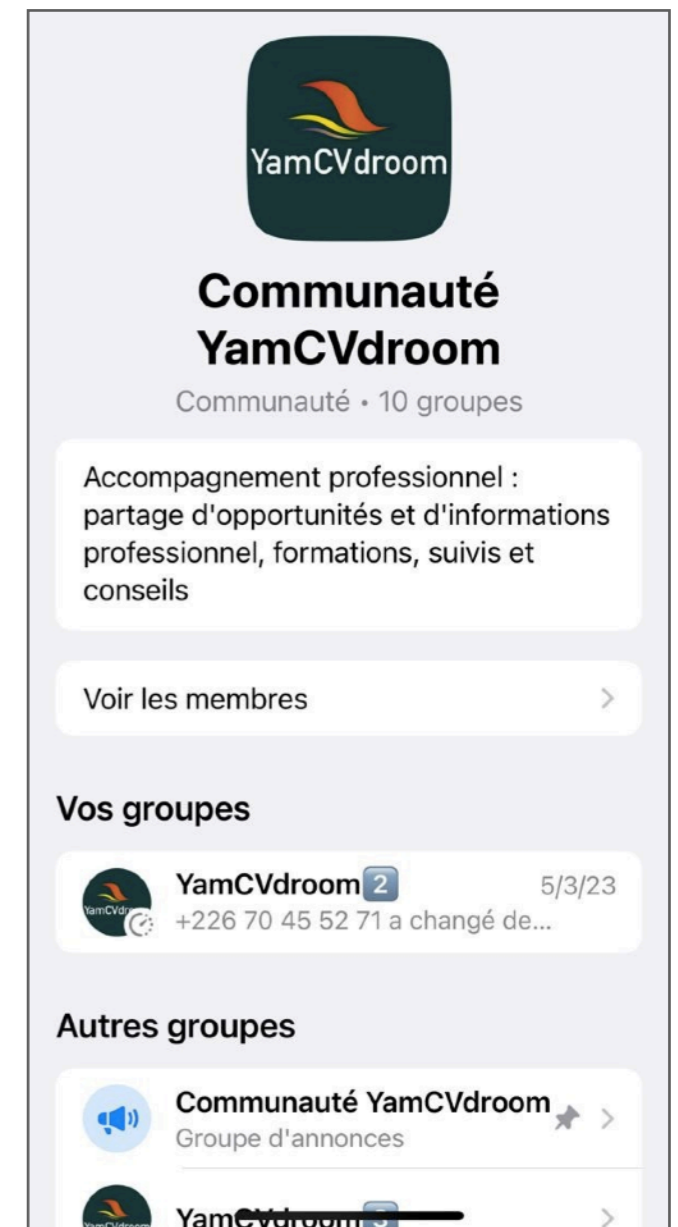 YamCVdroom
Communauté
YamCVdroom
Communauté • 10 groupes
Accompagnement professionnel :
partage d'opportunités et d'informations
professionnel, formations, suivis et
conseils
Voir les membres
Vos groupes
YamCVdroom2️⃣ 5/3/23
+226 70 45 52 71 a changé de...
Autres groupes
Communauté YamCVdroom
Groupe d'annonces